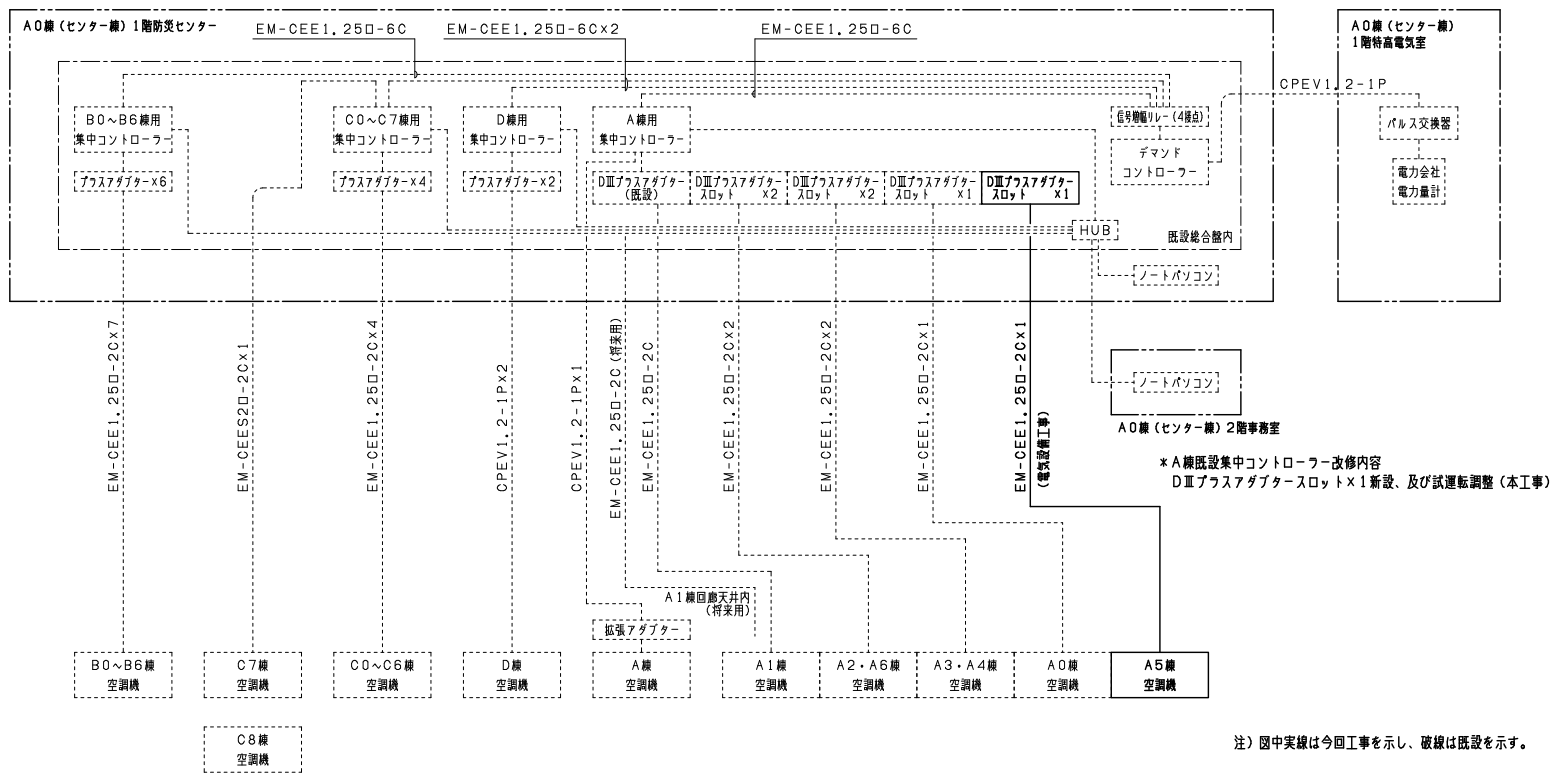 A0棟（センター棟）1階防災センター
EM-CEE1.25□-6C
EM-CEE1.25□-6C×2
EM-CEE1.25□-6C
A0棟（センター棟）
1階特高電気室
CPEV1.2-1P
B0～B6棟用
集中コントローラー
C0～C7棟用
集中コントローラー
D棟用
集中コントローラー
A棟用
集中コントローラー
信号増幅リレー（4接点）
パルス交換器
デマンド
コントローラー
電力会社
電力量計
プラスアダプター×6
プラスアダプター×4
プラスアダプター×2
DⅢプラスアダプター
（既設）
DⅢプラスアダプター
スロット ×2
DⅢプラスアダプター
スロット ×2
DⅢプラスアダプター
スロット ×1
DⅢプラスアダプター
スロット ×1
HUB
既設総合盤内
ノートパソコン
EM-CEE1.25□-2C×7
EM-CEES2□-2C×1
EM-CEE1.25□-2C×4
CPEV1.2-1P×2
CPEV1.2-1P×1
EM-CEE1.25□-2C（将来用）
EM-CEE1.25□-2C
EM-CEE1.25□-2C×2
EM-CEE1.25□-2C×2
EM-CEE1.25□-2C×1
EM-CEE1.25□-2C×1
（電気設備工事）
ノートパソコン
A0棟（センター棟）2階事務室
＊A棟既設集中コントローラー改修内容
DⅢプラスアダプタースロット×1新設、及び試運転調整（本工事）
A1棟回廊天井内
（将来用）
拡張アダプター
B0～B6棟
空調機
C7棟
空調機
C0～C6棟
空調機
D棟
空調機
A棟
空調機
A1棟
空調機
A2・A6棟
空調機
A3・A4棟
空調機
A0棟
空調機
A5棟
空調機
C8棟
空調機
注）図中実線は今回工事を示し、破線は既設を示す。